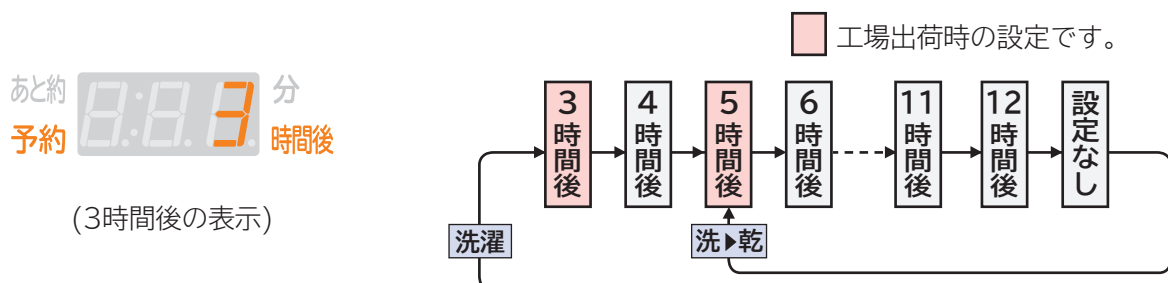 工場出荷時の設定です。
あと約 8:8.3 分
予約 時間後
(3時間後の表示)
3時間後
4時間後
5時間後
6時間後
11時間後
12時間後
設定なし
洗濯
洗▶乾